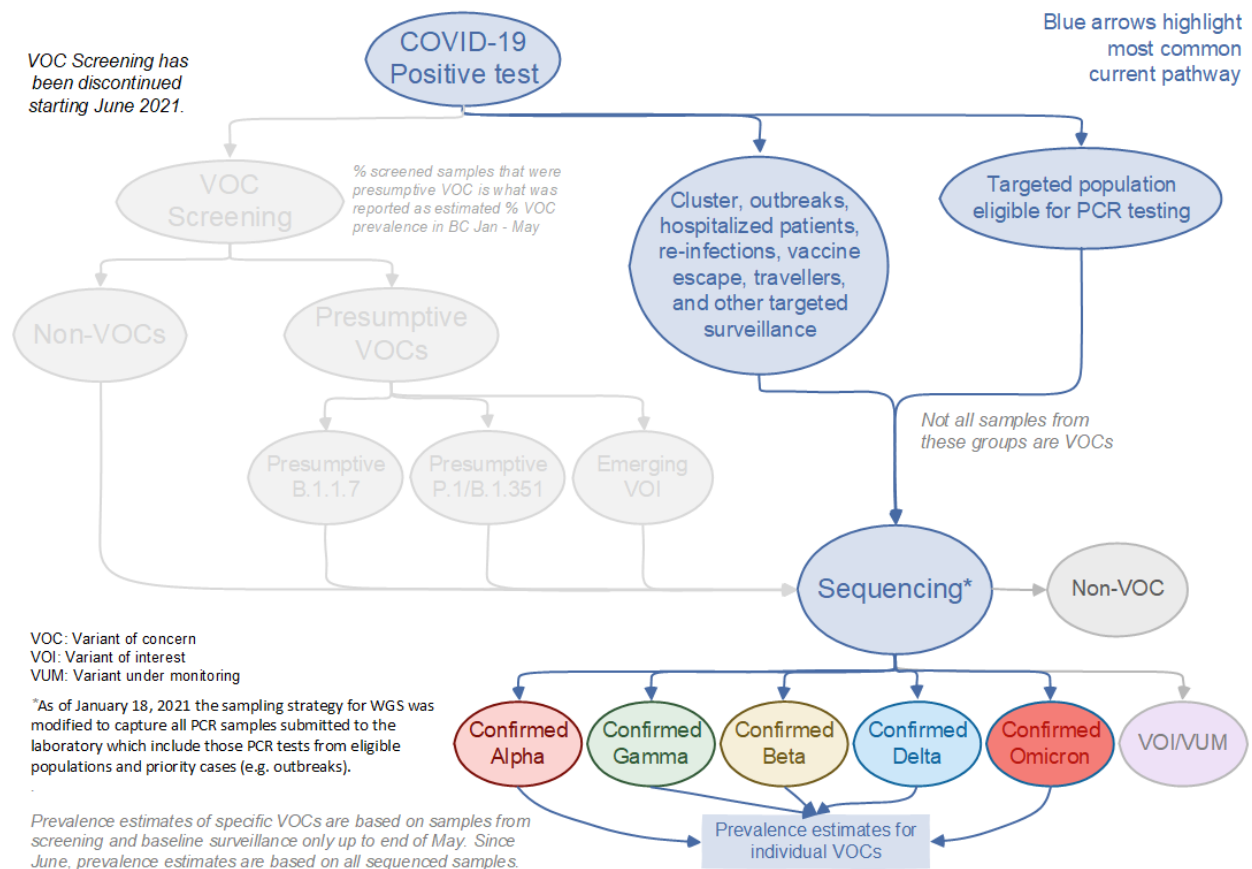 VOC Screening has
been discontinued
starting June 2021.
COVID-19
Positive test
Blue arrows highlight
most common
current pathway
VOC
Screening
% screened samples that were
presumptive VOC is what was
reported as estimated % VOC
prevalence in BC Jan - May
Cluster, outbreaks,
hospitalized patients,
re-infections, vaccine
escape, travellers,
and other targeted
surveillance
Targeted population
eligible for PCR testing
Non-VOCs
Presumptive
VOCs
Not all samples from
these groups are VOCs
Presumptive
B.1.1.7
Presumptive
P.1/B.1.351
Emerging
VOI
Sequencing*
Non-VOC
VOC: Variant of concern
VOI: Variant of interest
VUM: Variant under monitoring
*As of January 18, 2021 the sampling strategy for WGS was
modified to capture all PCR samples submitted to the
laboratory which include those PCR tests from eligible
populations and priority cases (e.g. outbreaks).
.
Confirmed
Alpha
Confirmed
Gamma
Confirmed
Beta
Confirmed
Delta
Confirmed
Omicron
VOI/VUM
Prevalence estimates for
individual VOCs
Prevalence estimates of specific VOCs are based on samples from
screening and baseline surveillance only up to end of May. Since
June, prevalence estimates are based on all sequenced samples.